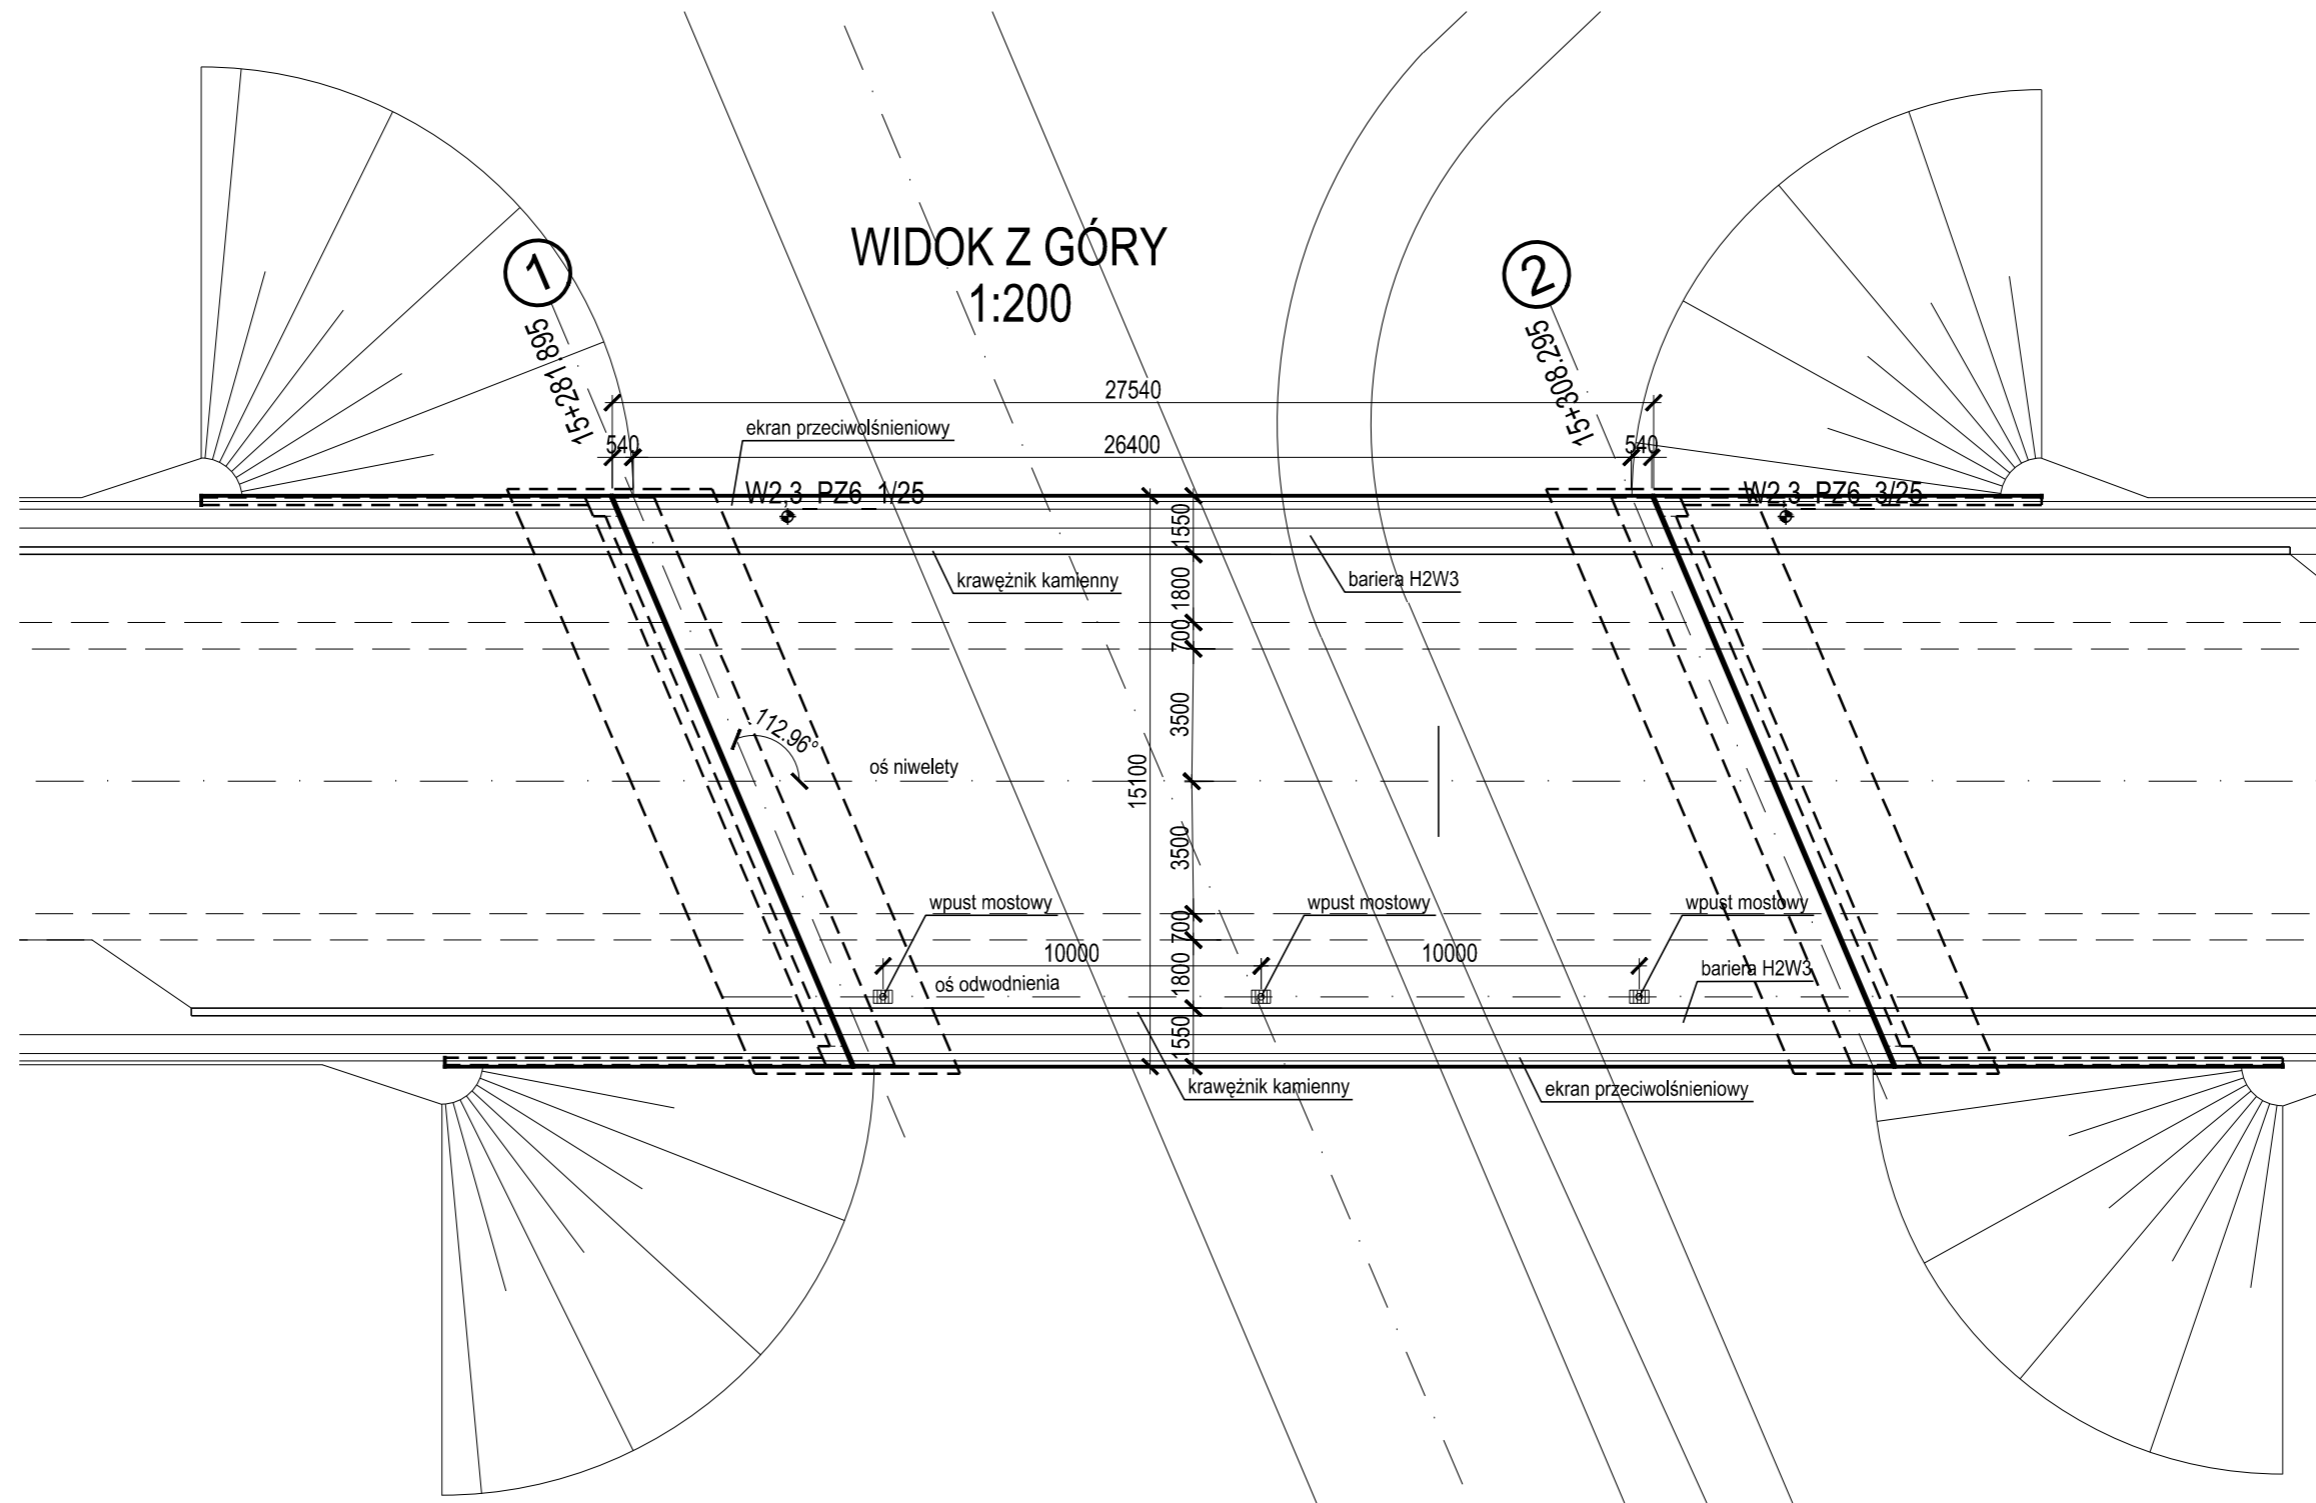 WIDOK Z GÓRY
1:200
1
15+281.895
2
15+308.295
27540
540
26400
540
ekran przeciwolśnieniowy
W2,3_PZ6_1/25
W2,3_PZ6_3/25
1550
krawężnik kamienny
bariera H2W3
1800
700
3500
112.96°
oś niwelety
15100
3500
wpust mostowy
wpust mostowy
wpust mostowy
700
10000
10000
1800
bariera H2W3
oś odwodnienia
1550
krawężnik kamienny
ekran przeciwolśnieniowy